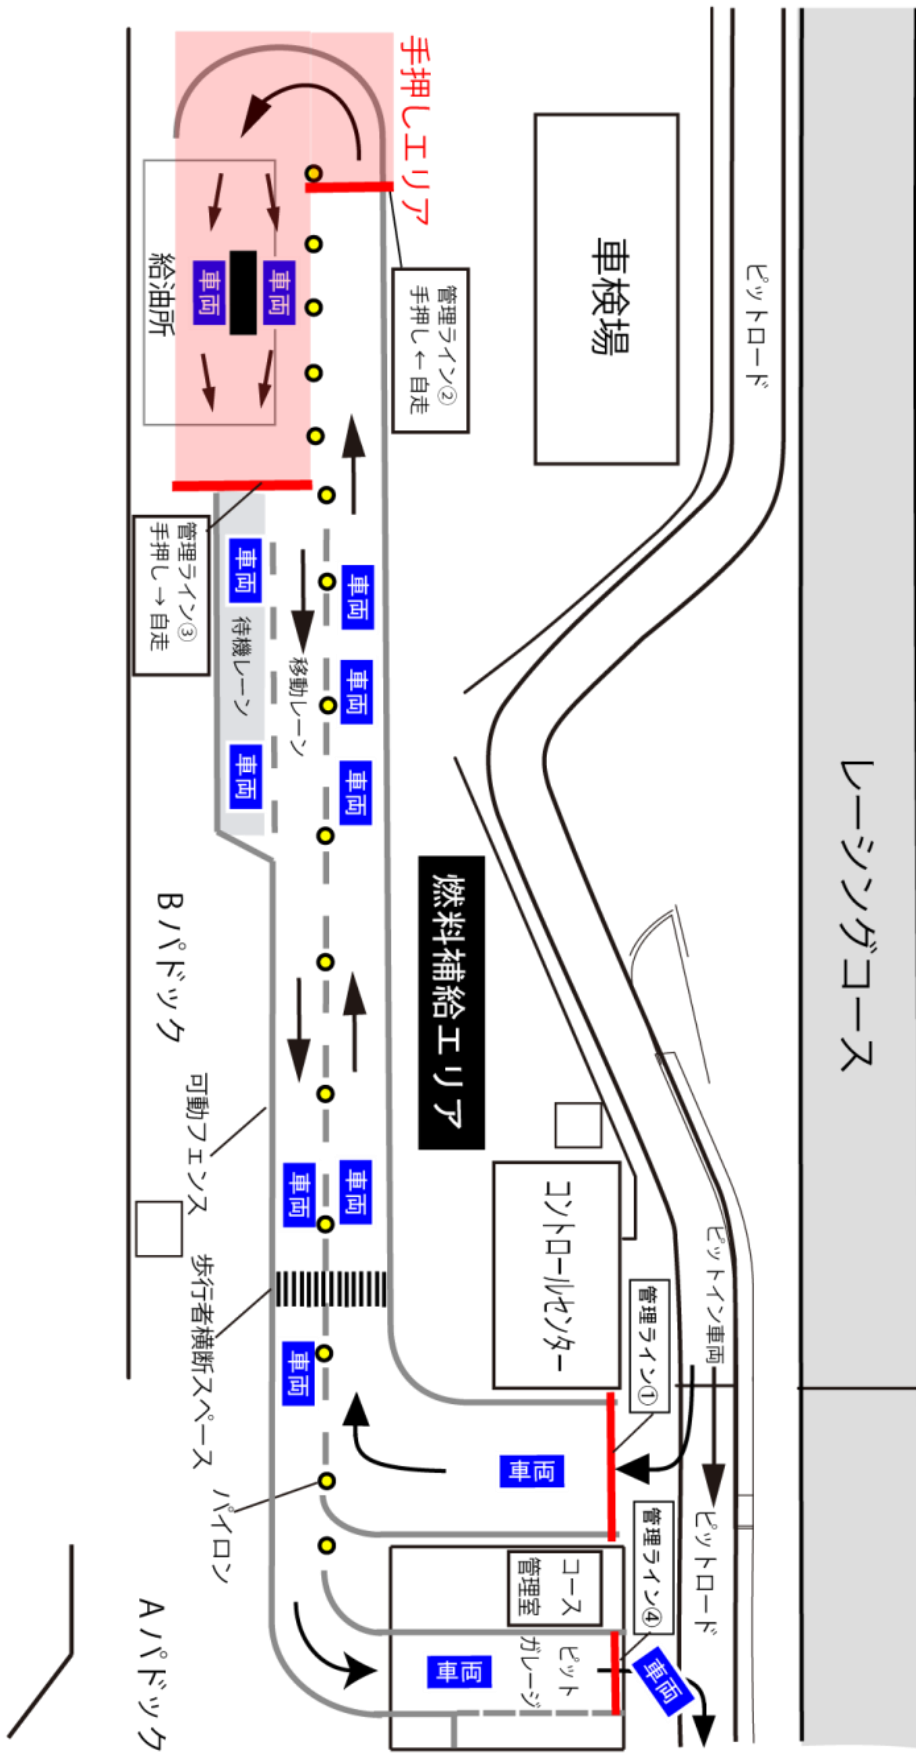 レーシングコース
ピットロード
車検場
手押しエリア
管理ライン②
手押し←自走
給油所
車両
車両
管理ライン③
手押し→自走
車両
待機レーン
車両
移動レーン
車両
車両
車両
燃料補給エリア
Bパドック
可動フェンス
車両
車両
歩行者横断スペース
車両
パイロン
コントロールセンター
ピットイン車両
管理ライン①
車両
ピットロード
管理ライン④
コース
管理室
ピット
ガレージ
車両
車両
Aパドック